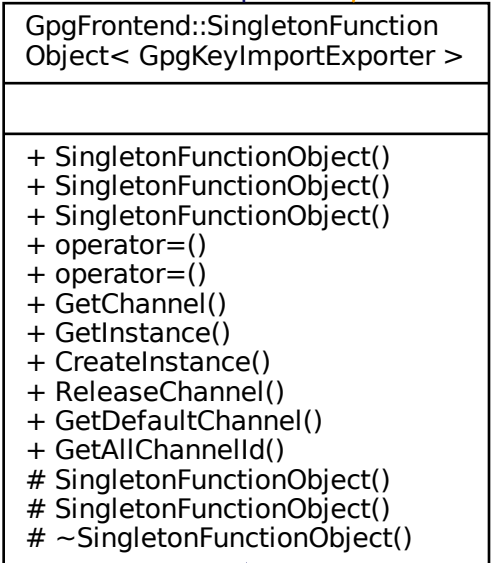 GpgFrontend::SingletonFunction
Object< GpgKeyImportExporter >
+ SingletonFunctionObject()
+ SingletonFunctionObject()
+ SingletonFunctionObject()
+ operator=()
+ operator=()
+ GetChannel()
+ GetInstance()
+ CreateInstance()
+ ReleaseChannel()
+ GetDefaultChannel()
+ GetAllChannelId()
# SingletonFunctionObject()
# SingletonFunctionObject()
# ~SingletonFunctionObject()